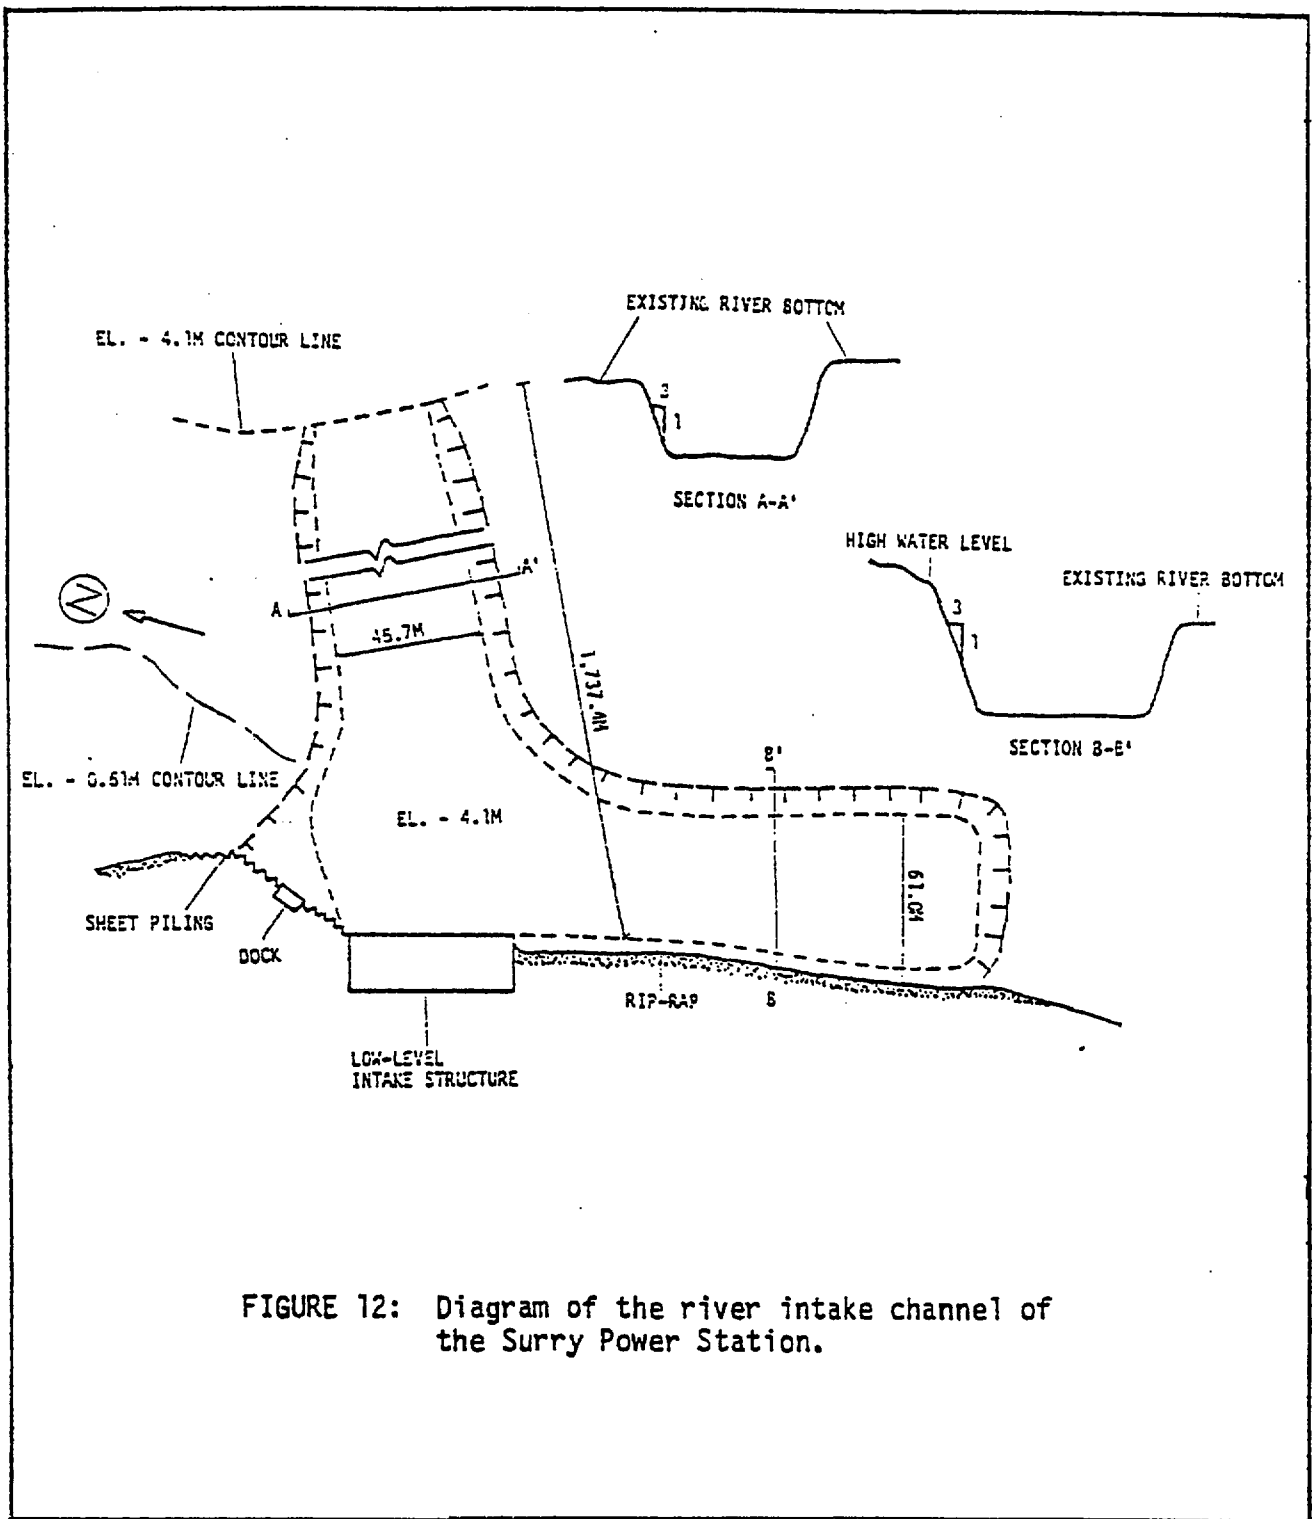 EXISTING RIVER BOTTOM
EL. - 4.1M CONTOUR LINE
3
1
SECTION A-A'
HIGH WATER LEVEL
EXISTING RIVER BOTTOM
A'
N
A
3
1
45.7M
1,737.4M
SECTION B-B'
B'
EL. - 0.61M CONTOUR LINE
EL. - 4.1M
61.0M
SHEET PILING
DOCK
RIP-RAP
B
LOW-LEVEL
INTAKE STRUCTURE
FIGURE 12: Diagram of the river intake channel of
the Surry Power Station.